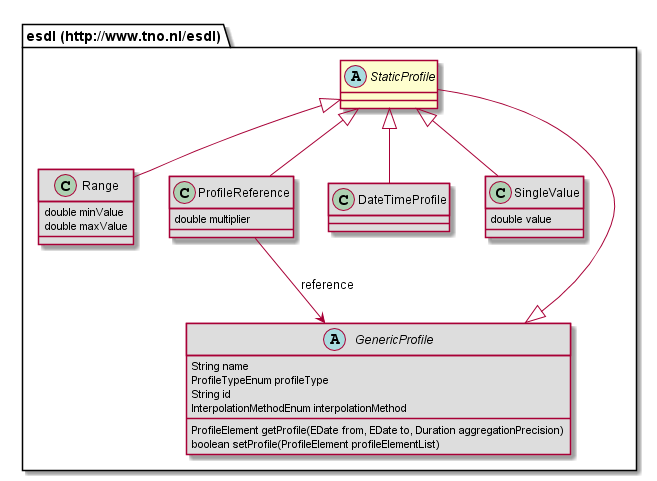 esdl (http://www.tno.nl/esdl)
A StaticProfile
C Range
double minValue
double maxValue
C ProfileReference
double multiplier
C DateTimeProfile
C SingleValue
double value
reference
A GenericProfile
String name
ProfileTypeEnum profileType
String id
InterpolationMethodEnum interpolationMethod
ProfileElement getProfile(EDate from, EDate to, Duration aggregationPrecision)
boolean setProfile(ProfileElement profileElementList)